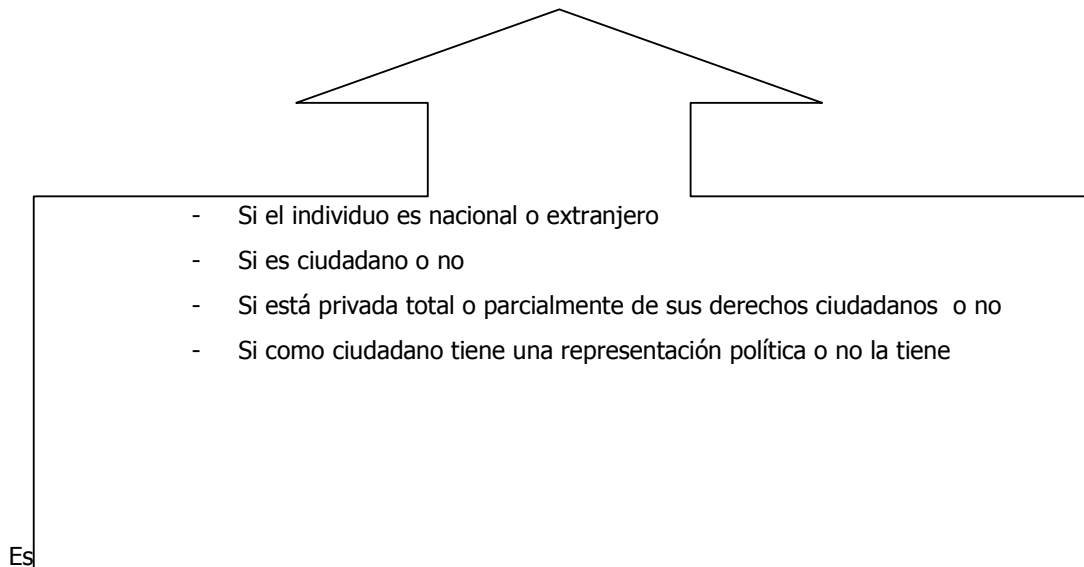 - Si el individuo es nacional o extranjero
- Si es ciudadano o no
- Si está privada total o parcialmente de sus derechos ciudadanos  o no
- Si como ciudadano tiene una representación política o no la tiene
Es